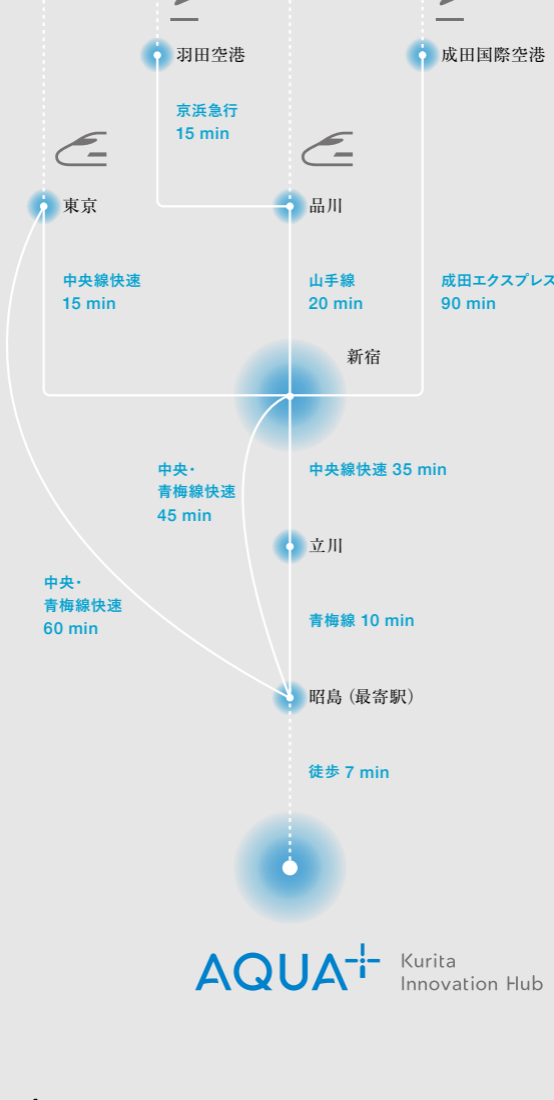 羽田空港
成田国際空港
京浜急行
15 min
東京
品川
中央線快速
15 min
山手線
20 min
成田エクスプレス
90 min
新宿
中央・
青梅線快速
45 min
中央線快速 35 min
立川
中央・
青梅線快速
60 min
青梅線 10 min
昭島（最寄駅）
徒歩 7 min
AQUA+
Kurita
Innovation Hub